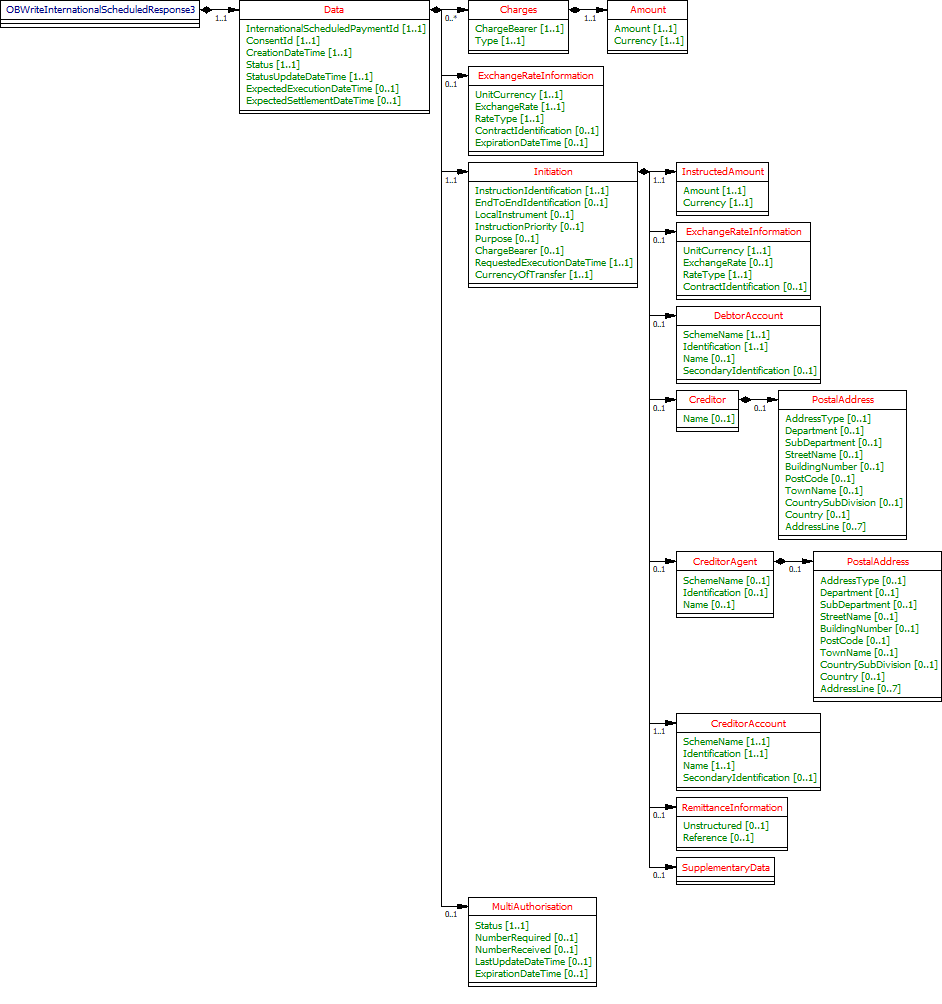 OBWriteInternationalScheduledResponse3
1..1
Data
InternationalScheduledPaymentId [1..1]
ConsentId [1..1]
CreationDateTime [1..1]
Status [1..1]
StatusUpdateDateTime [1..1]
ExpectedExecutionDateTime [0..1]
ExpectedSettlementDateTime [0..1]
0..*
Charges
ChargeBearer [1..1]
Type [1..1]
1..1
Amount
Amount [1..1]
Currency [1..1]
0..1
ExchangeRateInformation
UnitCurrency [1..1]
ExchangeRate [1..1]
RateType [1..1]
ContractIdentification [0..1]
ExpirationDateTime [0..1]
1..1
Initiation
InstructionIdentification [1..1]
EndToEndIdentification [0..1]
LocalInstrument [0..1]
InstructionPriority [0..1]
Purpose [0..1]
ChargeBearer [0..1]
RequestedExecutionDateTime [1..1]
CurrencyOfTransfer [1..1]
1..1
InstructedAmount
Amount [1..1]
Currency [1..1]
0..1
ExchangeRateInformation
UnitCurrency [1..1]
ExchangeRate [0..1]
RateType [1..1]
ContractIdentification [0..1]
0..1
DebtorAccount
SchemeName [1..1]
Identification [1..1]
Name [0..1]
SecondaryIdentification [0..1]
0..1
Creditor
Name [0..1]
0..1
PostalAddress
AddressType [0..1]
Department [0..1]
SubDepartment [0..1]
StreetName [0..1]
BuildingNumber [0..1]
PostCode [0..1]
TownName [0..1]
CountrySubDivision [0..1]
Country [0..1]
AddressLine [0..7]
0..1
CreditorAgent
SchemeName [0..1]
Identification [0..1]
Name [0..1]
0..1
PostalAddress
AddressType [0..1]
Department [0..1]
SubDepartment [0..1]
StreetName [0..1]
BuildingNumber [0..1]
PostCode [0..1]
TownName [0..1]
CountrySubDivision [0..1]
Country [0..1]
AddressLine [0..7]
1..1
CreditorAccount
SchemeName [1..1]
Identification [1..1]
Name [1..1]
SecondaryIdentification [0..1]
0..1
RemittanceInformation
Unstructured [0..1]
Reference [0..1]
0..1
SupplementaryData
0..1
MultiAuthorisation
Status [1..1]
NumberRequired [0..1]
NumberReceived [0..1]
LastUpdateDateTime [0..1]
ExpirationDateTime [0..1]